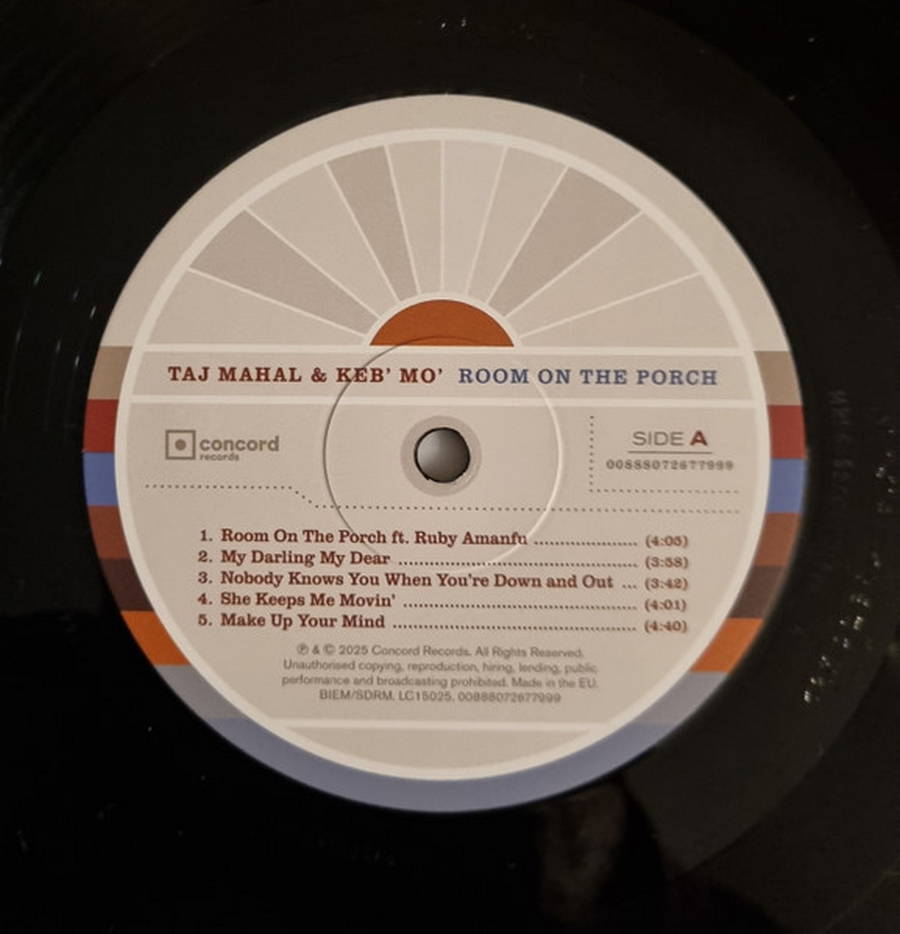 TAJ MAHAL & KEB' MO' ROOM ON THE PORCH
concord
records
SIDE A
00888072677999
1. Room On The Porch ft. Ruby Amanfu (4:05)
2. My Darling My Dear (3:58)
3. Nobody Knows You When You're Down and Out (3:42)
4. She Keeps Me Movin' (4:01)
5. Make Up Your Mind (4:40)
℗ & © 2025 Concord Records. All Rights Reserved.
Unauthorised copying, reproduction, hiring, lending, public
performance and broadcasting prohibited. Made in the EU.
BIEM/SDRM. LC15025. 00888072677999